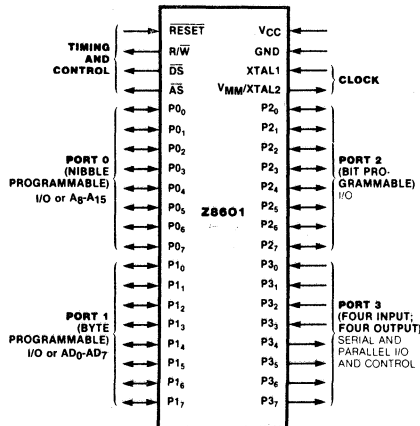 TIMING
AND
CONTROL
RESET
R/W
DS
AS
PORT 0
(NIBBLE
PROGRAMMABLE)
I/O or A8-A15
P00
P01
P02
P03
P04
P05
P06
P07
PORT 1
(BYTE
PROGRAMMABLE)
I/O or AD0-AD7
P10
P11
P12
P13
P14
P15
P16
P17
Z8601
VCC
GND
XTAL1
VMM/XTAL2
CLOCK
P20
P21
P22
P23
P24
P25
P26
P27
PORT 2
(BIT PRO-
GRAMMABLE)
I/O
P30
P31
P32
P33
P34
P35
P36
P37
PORT 3
(FOUR INPUT;
FOUR OUTPUT)
SERIAL AND
PARALLEL I/O
AND CONTROL